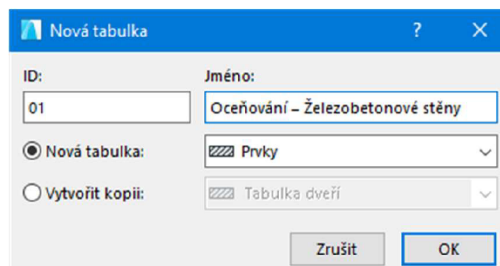 Nová tabulka
ID:
Jméno:
01
Oceňování – Železobetonové stěny
Nová tabulka:
Prvky
Vytvořit kopii:
Tabulka dveří
Zrušit
OK